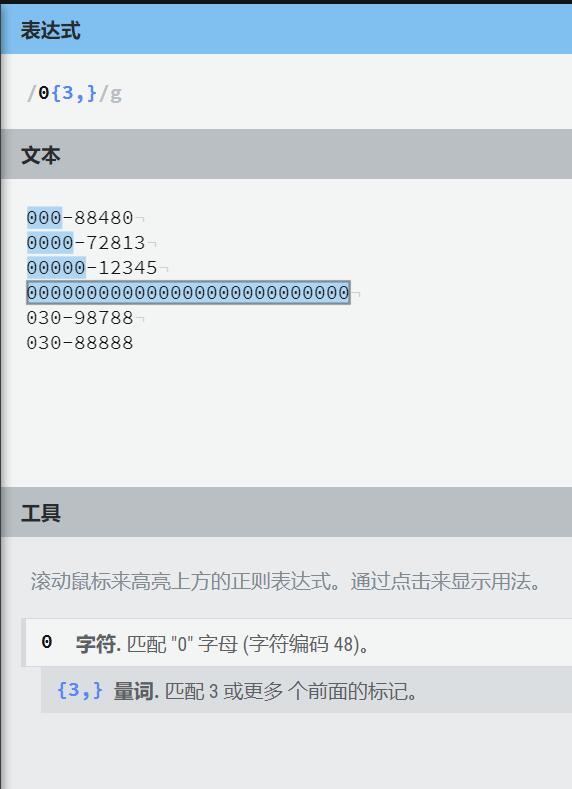 表达式
/0{3,}/g
文本
000-88480¬
0000-72813¬
00000-12345¬
000000000000000000000000000¬
030-98788¬
030-88888
工具
滚动鼠标来高亮上方的正则表达式。通过点击来显示用法。
0 字符. 匹配 "0" 字母 (字符编码 48)。
{3,} 量词. 匹配 3 或更多 个前面的标记。